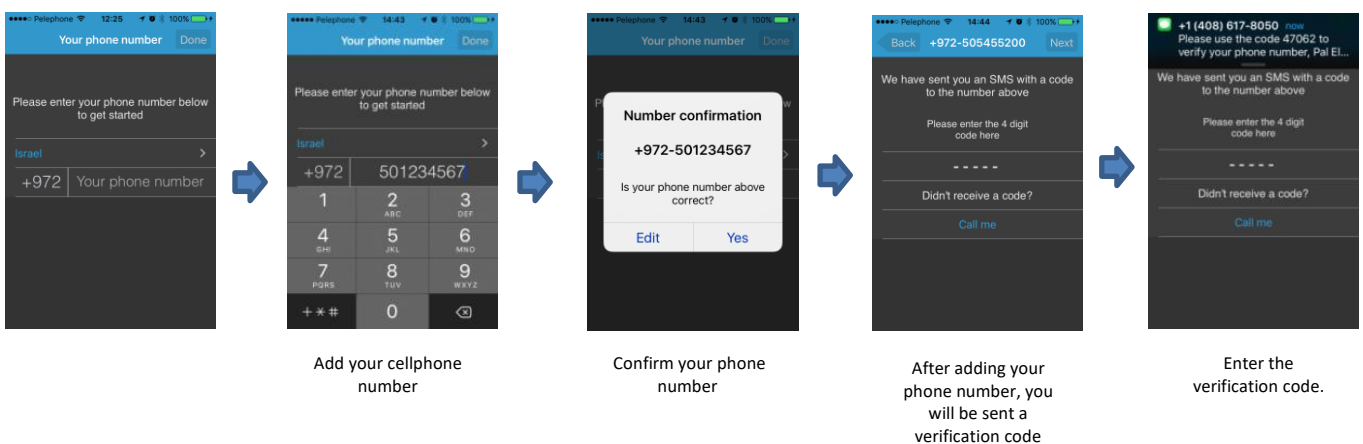 Pelephone 12:25 100%
Your phone number Done
Please enter your phone number below
to get started
Israel
+972 Your phone number
Pelephone 14:43 100%
Your phone number Done
Please enter your phone number below
to get started
Israel
+972 501234567
1 2 3
ABC DEF
4 5 6
GHI JKL MNO
7 8 9
PQRS TUV WXYZ
+*# 0
Add your cellphone
number
Pelephone 14:43 100%
Your phone number Done
Number confirmation
+972-501234567
Is your phone number above
correct?
Edit Yes
Confirm your phone
number
Pelephone 14:44 100%
Back +972-505455200 Next
We have sent you an SMS with a code
to the number above
Please enter the 4 digit
code here
-----
Didn't receive a code?
Call me
After adding your
phone number, you
will be sent a
verification code
+1 (408) 617-8050 now
Please use the code 47062 to
verify your phone number, Pal El...
We have sent you an SMS with a code
to the number above
Please enter the 4 digit
code here
-----
Didn't receive a code?
Call me
Enter the
verification code.